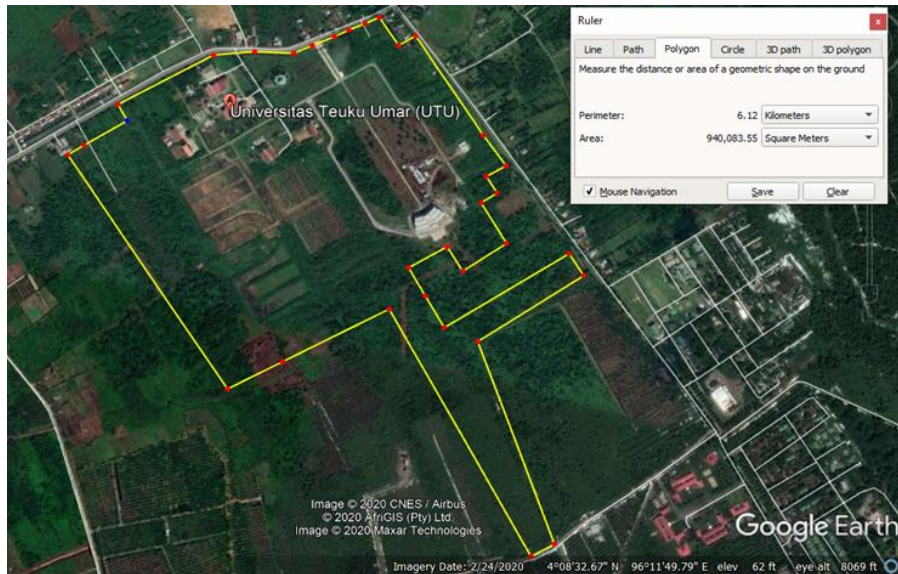 Ruler
x
Line Path Polygon Circle 3D path 3D polygon
Measure the distance or area of a geometric shape on the ground
Perimeter: 6.12 Kilometers
Area: 940,083.55 Square Meters
Mouse Navigation Save Clear
A
Universitas Teuku Umar (UTU)
Image © 2020 CNES / Airbus
© 2020 AfriGIS (Pty) Ltd.
Image © 2020 Maxar Technologies
Google Earth
Imagery Date: 2/24/2020 4°08'32.67" N 96°11'49.79" E elev 62 ft eye alt 8069 ft